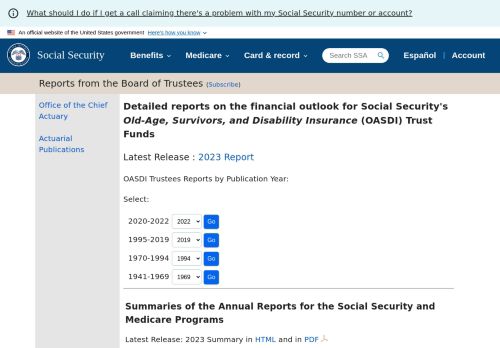 What should I do if I get a call claiming there's a problem with my Social Security number or account?
An official website of the United States government Here's how you know
Social Security
Benefits
Medicare
Card & record
Search SSA
Español
Account
Reports from the Board of Trustees (Subscribe)
Office of the Chief
Actuary
Actuarial
Publications
Detailed reports on the financial outlook for Social Security's
Old-Age, Survivors, and Disability Insurance (OASDI) Trust
Funds
Latest Release : 2023 Report
OASDI Trustees Reports by Publication Year:
Select:
2020-2022 2022 Go
1995-2019 2019 Go
1970-1994 1994 Go
1941-1969 1969 Go
Summaries of the Annual Reports for the Social Security and
Medicare Programs
Latest Release: 2023 Summary in HTML and in PDF